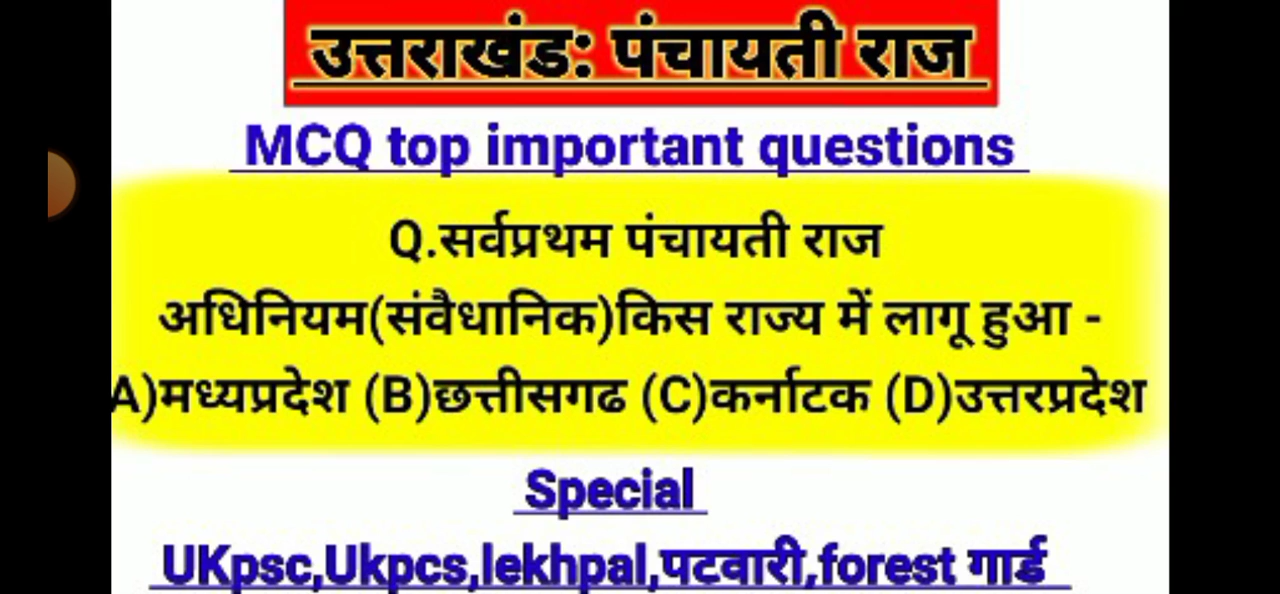 उत्तराखंड: पंचायती राज
MCQ top important questions
Q.सर्वप्रथम पंचायती राज
अधिनियम(संवैधानिक)किस राज्य में लागू हुआ -
A)मध्यप्रदेश (B)छत्तीसगढ (C)कर्नाटक (D)उत्तरप्रदेश
Special
UKpsc,Ukpcs,lekhpal,पटवारी,forest गार्ड